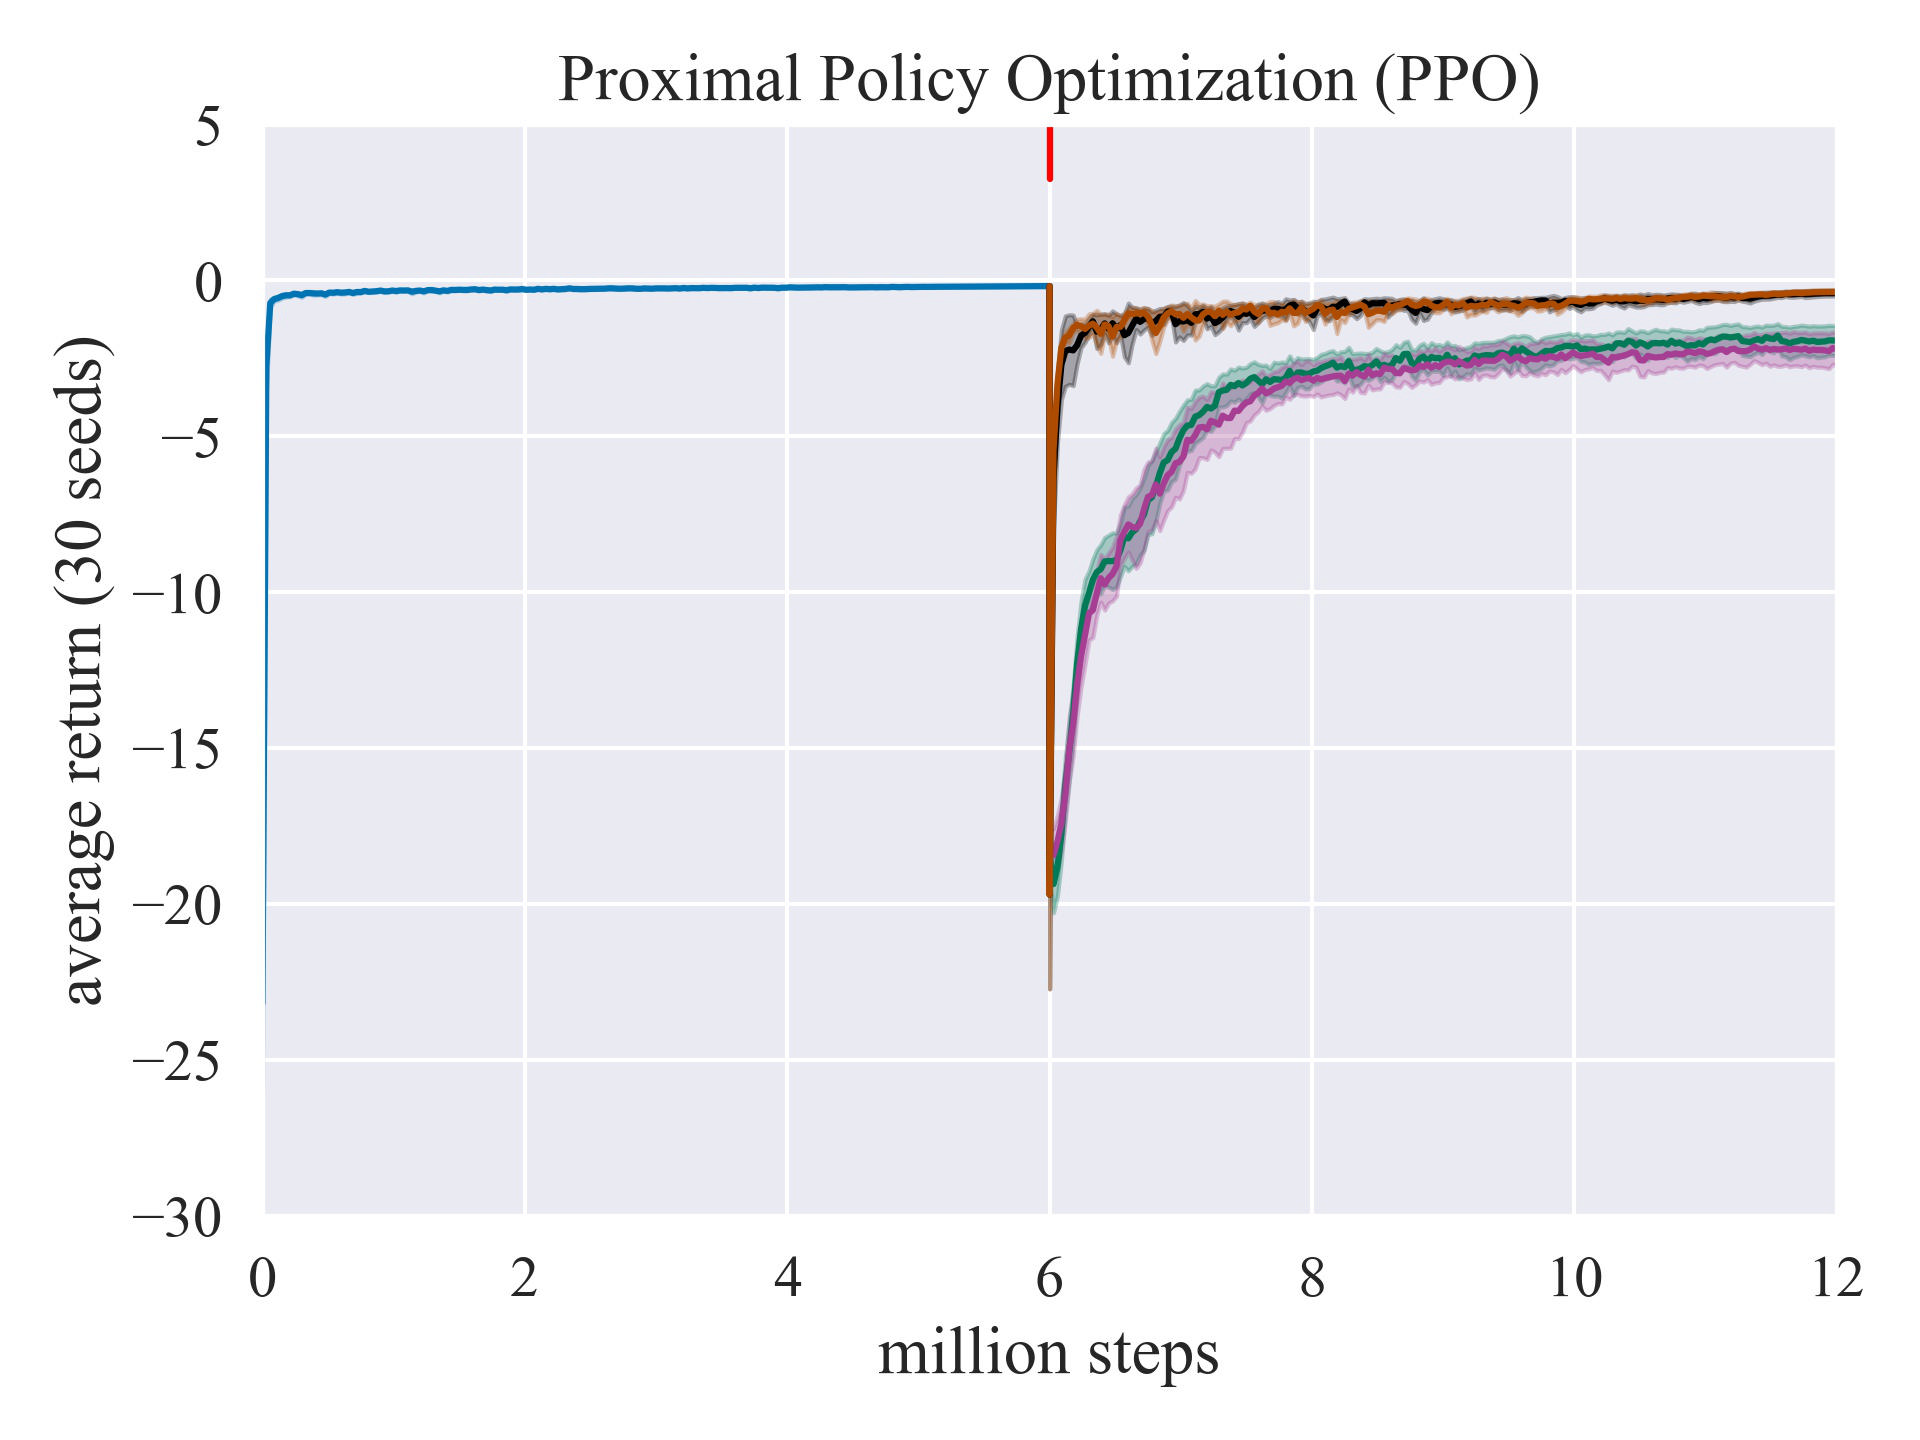 Proximal Policy Optimization (PPO)
5
0
−5
−10
−15
−20
−25
−30
average return (30 seeds)
0 2 4 6 8 10 12
million steps